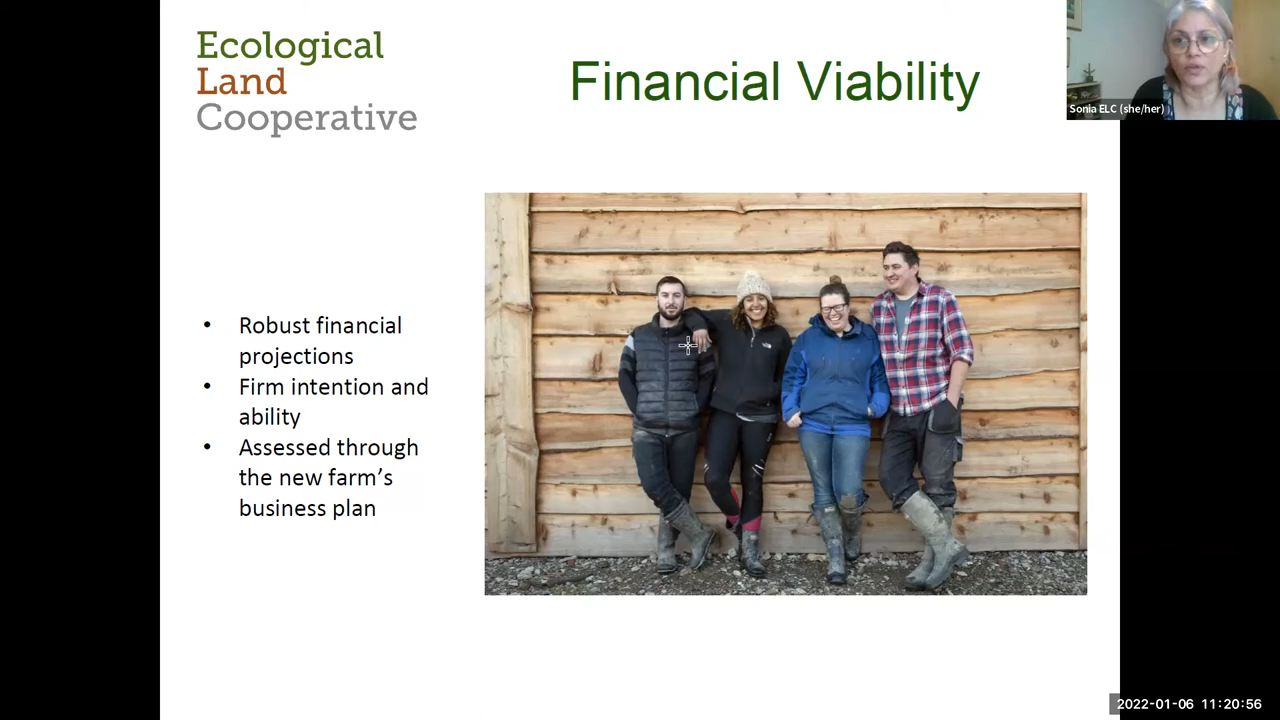 Ecological
Land
Cooperative
Financial Viability
Sonia ELC (she/her)
• Robust financial
projections
• Firm intention and
ability
• Assessed through
the new farm's
business plan
2022-01-06 11:20:56